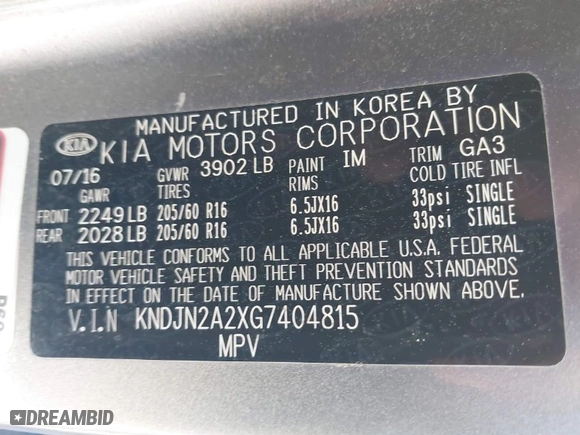 MANUFACTURED IN KOREA BY
KIA KIA MOTORS CORPORATION
07/16 GVWR 3902 LB PAINT IM TRIM GA3
GAWR TIRES RIMS COLD TIRE INFL
FRONT 2249 LB 205/60 R16 6.5JX16 33psi SINGLE
REAR 2028 LB 205/60 R16 6.5JX16 33psi SINGLE
THIS VEHICLE CONFORMS TO ALL APPLICABLE U.S.A. FEDERAL
MOTOR VEHICLE SAFETY AND THEFT PREVENTION STANDARDS
IN EFFECT ON THE DATE OF MANUFACTURE SHOWN ABOVE.
V.I.N KNDJN2A2XG7404815
MPV
DREAMBID